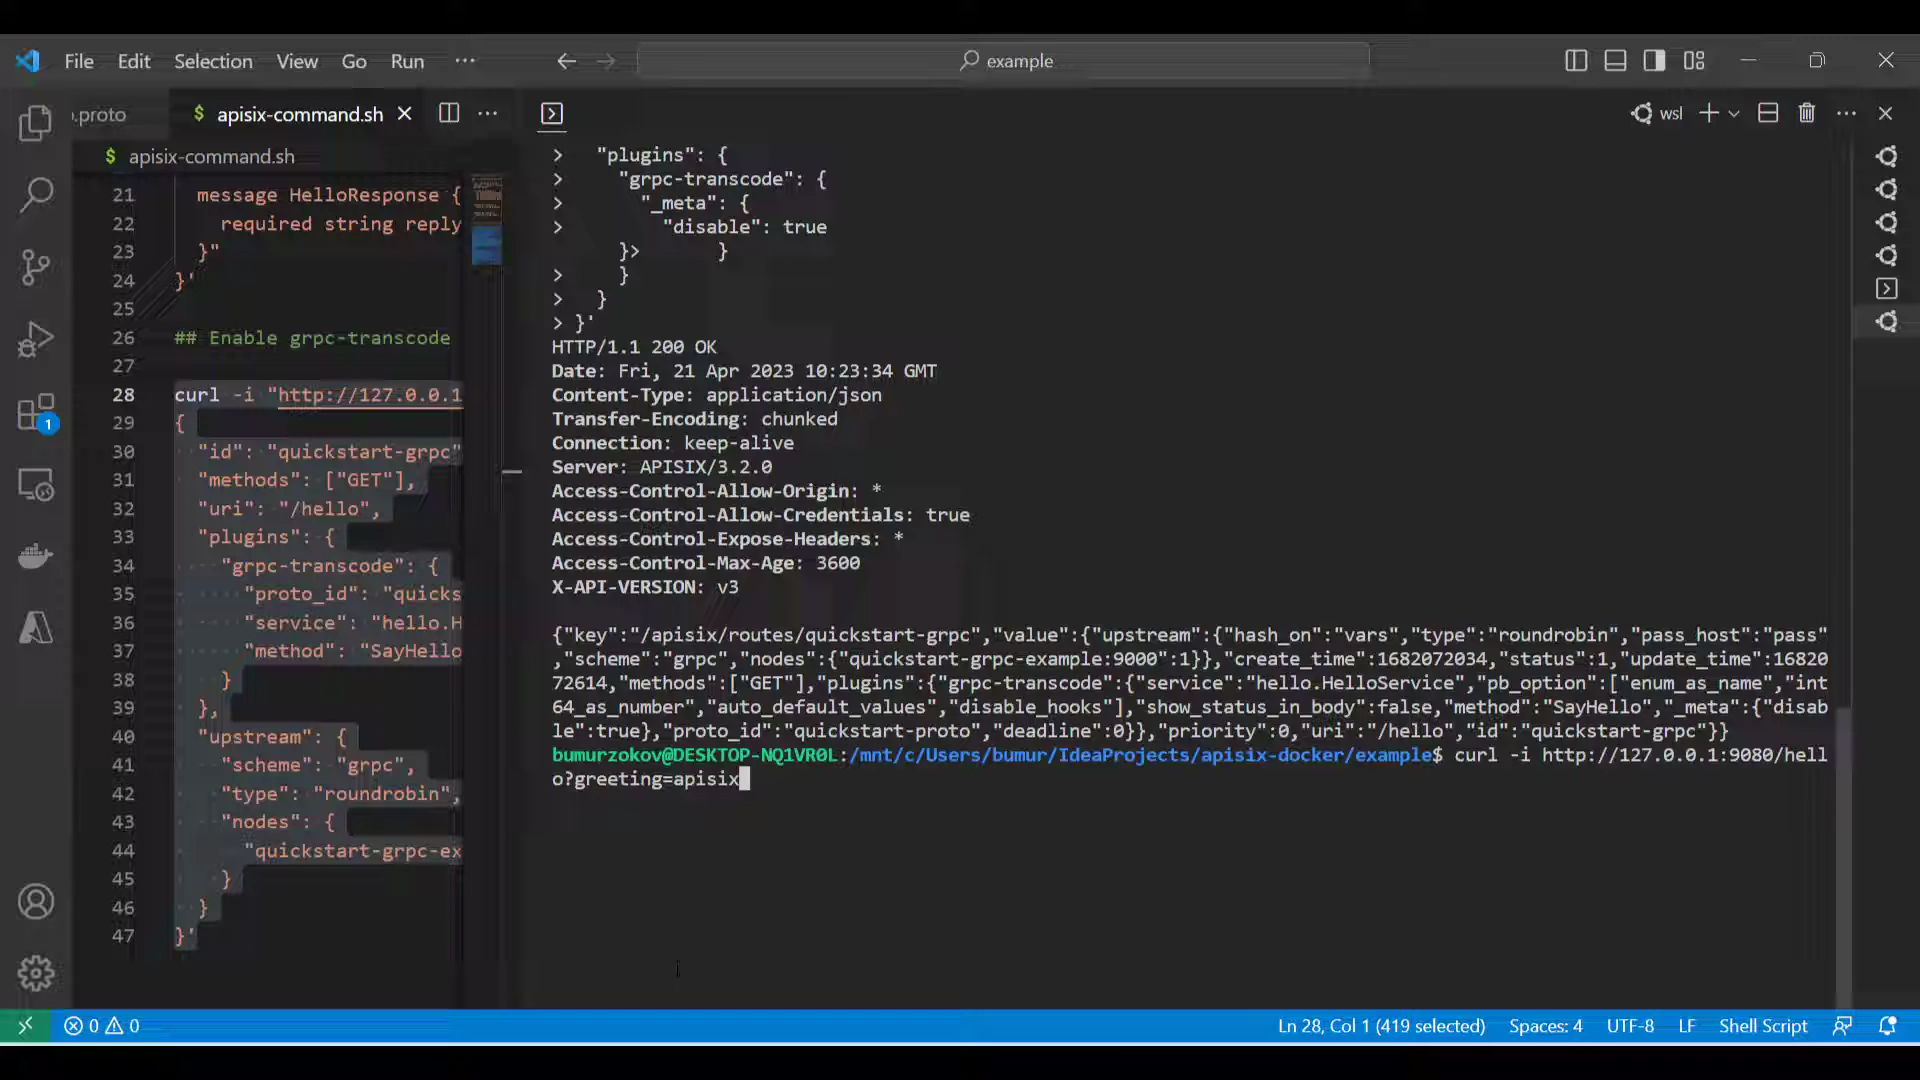 File Edit Selection View Go Run ··· example
.proto $ apisix-command.sh ··· wsl ···
$ apisix-command.sh
21 message HelloResponse {
22 required string reply
23 }"
24 }'
25
26 ## Enable grpc-transcode
27
28 curl -i "http://127.0.0.1
29 {
30 "id": "quickstart-grpc"
31 "methods": ["GET"],
32 "uri": "/hello",
33 "plugins": {
34 "grpc-transcode": {
35 "proto_id": "quicks
36 "service": "hello.H
37 "method": "SayHello
38 }
39 },
40 "upstream": {
41 "scheme": "grpc",
42 "type": "roundrobin",
43 "nodes": {
44 "quickstart-grpc-ex
45 }
46 }
47 }'
> "plugins": {
> "grpc-transcode": {
> "_meta": {
> "disable": true
}> }
> }
> }
> }'
HTTP/1.1 200 OK
Date: Fri, 21 Apr 2023 10:23:34 GMT
Content-Type: application/json
Transfer-Encoding: chunked
Connection: keep-alive
Server: APISIX/3.2.0
Access-Control-Allow-Origin: *
Access-Control-Allow-Credentials: true
Access-Control-Expose-Headers: *
Access-Control-Max-Age: 3600
X-API-VERSION: v3
{"key":"/apisix/routes/quickstart-grpc","value":{"upstream":{"hash_on":"vars","type":"roundrobin","pass_host":"pass"
,"scheme":"grpc","nodes":{"quickstart-grpc-example:9000":1}},"create_time":1682072034,"status":1,"update_time":1682
072614,"methods":["GET"],"plugins":{"grpc-transcode":{"service":"hello.HelloService","pb_option":["enum_as_name","int
64_as_number","auto_default_values","disable_hooks"],"show_status_in_body":false,"method":"SayHello","_meta":{"disab
le":true},"proto_id":"quickstart-proto","deadline":0}},"priority":0,"uri":"/hello","id":"quickstart-grpc"}}
bumurzokov@DESKTOP-NQ1VR0L:/mnt/c/Users/bumur/IdeaProjects/apisix-docker/example$ curl -i http://127.0.0.1:9080/hell
o?greeting=apisix
1
0 0 Ln 28, Col 1 (419 selected) Spaces: 4 UTF-8 LF Shell Script